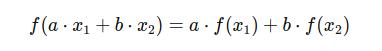 f(a · x₁ + b · x₂) = a · f(x₁) + b · f(x₂)